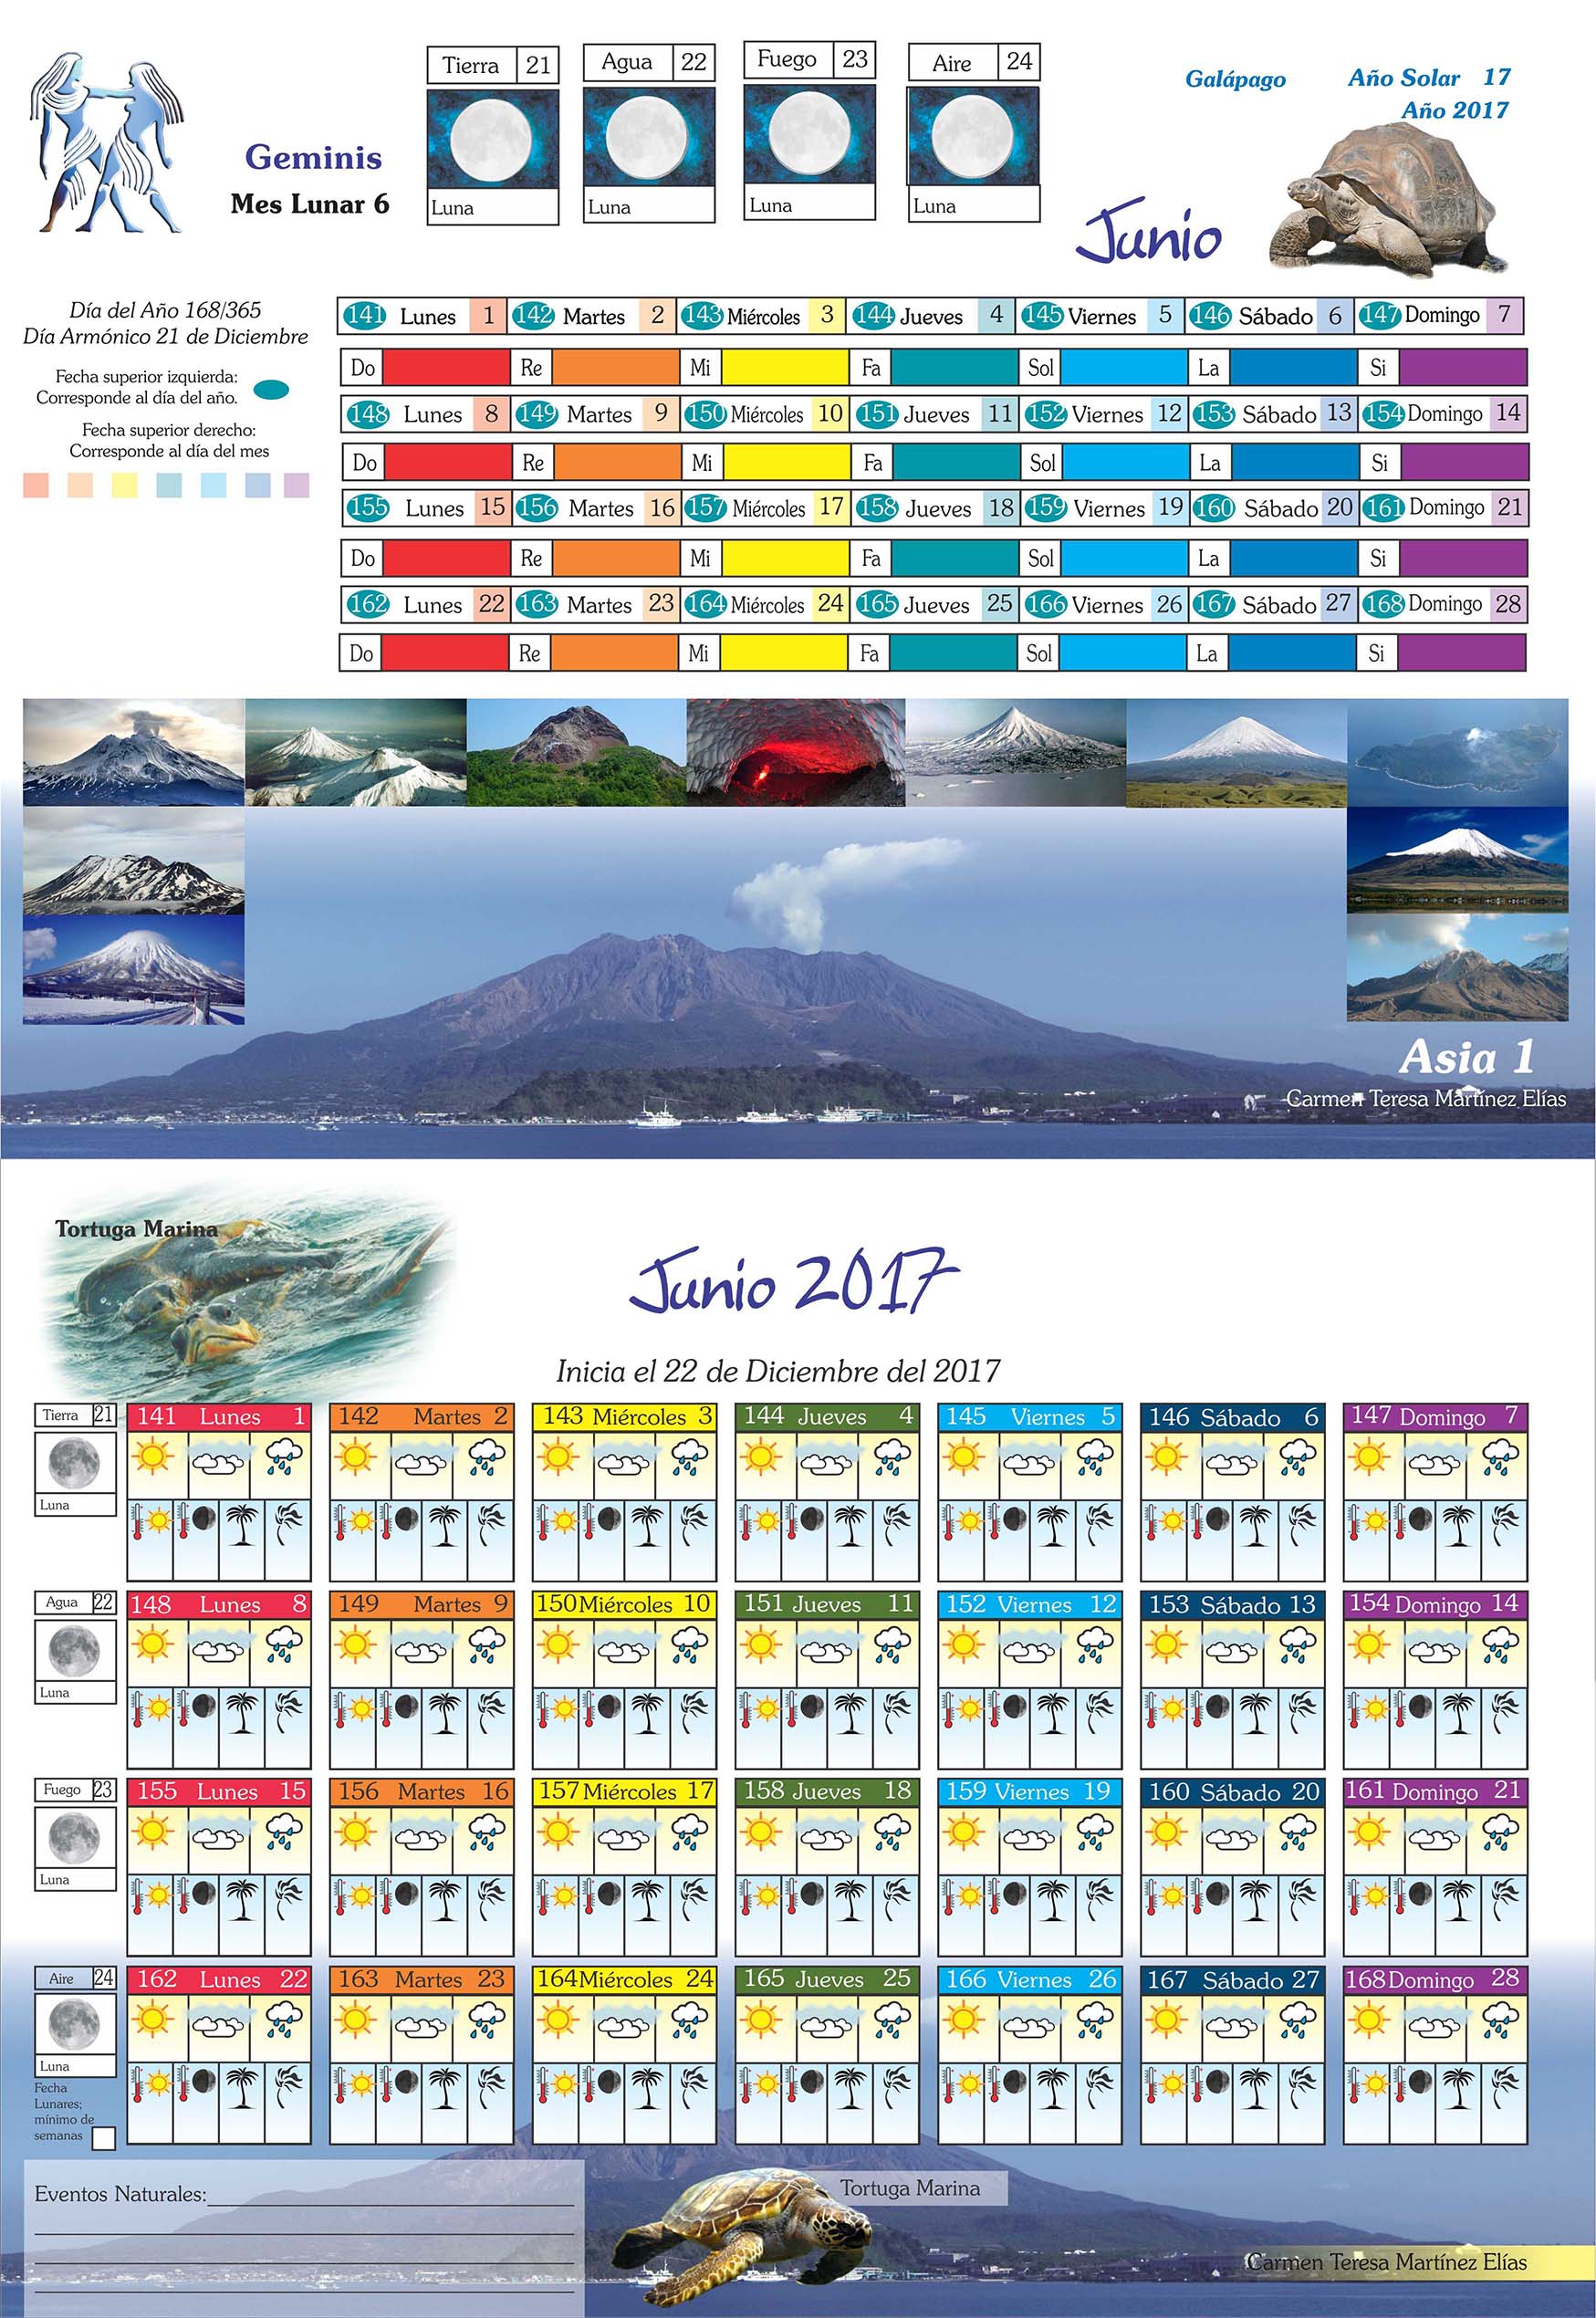 Tierra 21
Agua 22
Fuego 23
Aire 24
Galápago Año Solar 17
Año 2017
Geminis
Mes Lunar 6
Luna
Luna
Luna
Luna
Junio
Día del Año 168/365
Día Armónico 21 de Diciembre
Fecha superior izquierda:
Corresponde al día del año.
Fecha superior derecho:
Corresponde al día del mes
141 Lunes 1 142 Martes 2 143 Miércoles 3 144 Jueves 4 145 Viernes 5 146 Sábado 6 147 Domingo 7
Do Re Mi Fa Sol La Si
148 Lunes 8 149 Martes 9 150 Miércoles 10 151 Jueves 11 152 Viernes 12 153 Sábado 13 154 Domingo 14
Do Re Mi Fa Sol La Si
155 Lunes 15 156 Martes 16 157 Miércoles 17 158 Jueves 18 159 Viernes 19 160 Sábado 20 161 Domingo 21
Do Re Mi Fa Sol La Si
162 Lunes 22 163 Martes 23 164 Miércoles 24 165 Jueves 25 166 Viernes 26 167 Sábado 27 168 Domingo 28
Do Re Mi Fa Sol La Si
Asia 1
Carmen Teresa Martínez Elías
Tortuga Marina
Junio 2017
Inicia el 22 de Diciembre del 2017
Tierra 21
Luna
141 Lunes 1 142 Martes 2 143 Miércoles 3 144 Jueves 4 145 Viernes 5 146 Sábado 6 147 Domingo 7
Agua 22
Luna
148 Lunes 8 149 Martes 9 150 Miércoles 10 151 Jueves 11 152 Viernes 12 153 Sábado 13 154 Domingo 14
Fuego 23
Luna
155 Lunes 15 156 Martes 16 157 Miércoles 17 158 Jueves 18 159 Viernes 19 160 Sábado 20 161 Domingo 21
Aire 24
Luna
162 Lunes 22 163 Martes 23 164 Miércoles 24 165 Jueves 25 166 Viernes 26 167 Sábado 27 168 Domingo 28
Fecha
Lunares;
mínimo de
semanas
Eventos Naturales:
Tortuga Marina
Carmen Teresa Martínez Elías